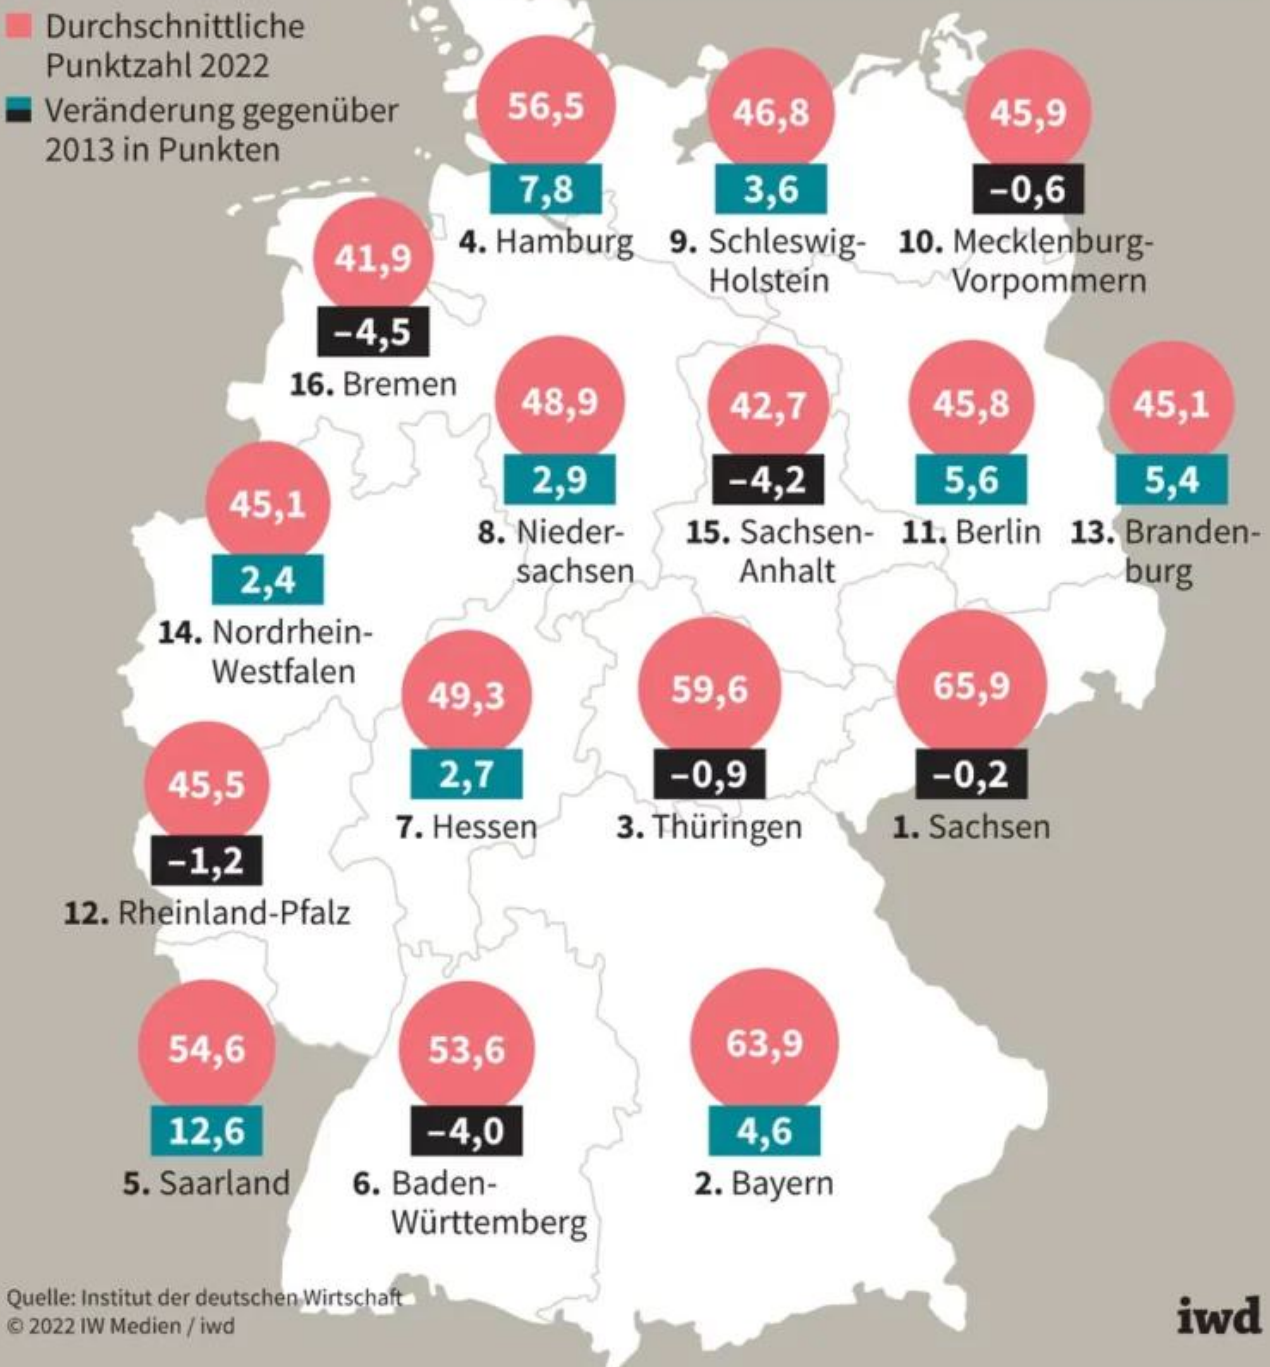 Durchschnittliche
Punktzahl 2022
Veränderung gegenüber
2013 in Punkten
56,5
7,8
4. Hamburg
46,8
3,6
9. Schleswig-
Holstein
45,9
–0,6
10. Mecklenburg-
Vorpommern
41,9
–4,5
16. Bremen
48,9
2,9
8. Nieder-
sachsen
42,7
–4,2
15. Sachsen-
Anhalt
45,8
5,6
11. Berlin
45,1
5,4
13. Branden-
burg
45,1
2,4
14. Nordrhein-
Westfalen
49,3
2,7
7. Hessen
59,6
–0,9
3. Thüringen
65,9
–0,2
1. Sachsen
45,5
–1,2
12. Rheinland-Pfalz
54,6
12,6
5. Saarland
53,6
–4,0
6. Baden-
Württemberg
63,9
4,6
2. Bayern
Quelle: Institut der deutschen Wirtschaft
© 2022 IW Medien / iwd
iwd